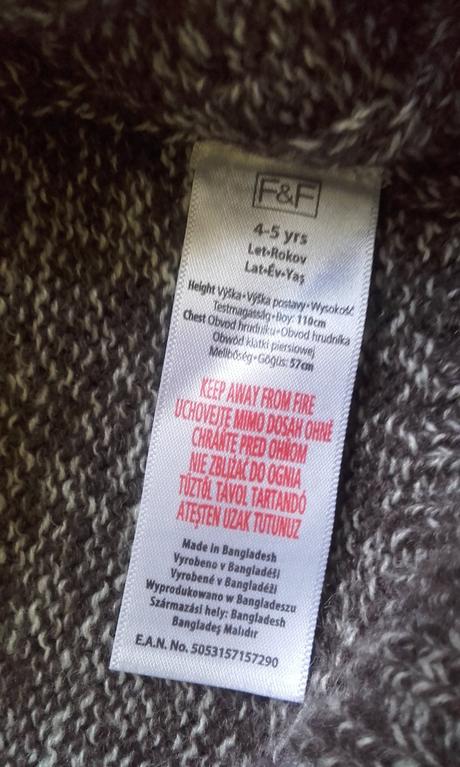 F&F
4-5 yrs
Let•Rokov
Lat•Év•Yaş
Height Výška•Výška postavy•Wysokość
Testmagasság•Boy: 110cm
Chest Obvod hrudníku•Obvod hrudníka
Obwód klatki piersiowej
Mellbőség•Göğüs: 57cm
KEEP AWAY FROM FIRE
UCHOVEJTE MIMO DOSAH OHNĚ
CHRÁŇTE PRED OHŇOM
NIE ZBLIŻAĆ DO OGNIA
TŰZTŐL TÁVOL TARTANDÓ
ATEŞTEN UZAK TUTUNUZ
Made in Bangladesh
Vyrobeno v Bangladéši
Vyrobené v Bangladéži
Wyprodukowano w Bangladeszu
Származási hely: Bangladesh
Bangladeş Malıdır
E.A.N. No. 5053157157290